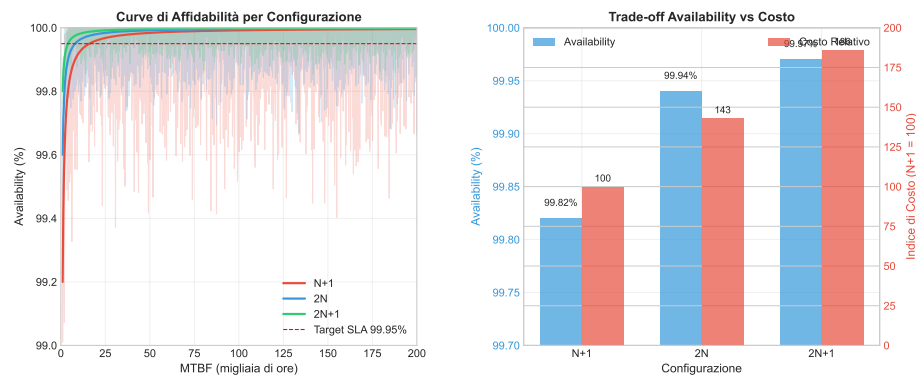 Curve di Affidabilità per Configurazione
Availability (%)
100.0
99.8
99.6
99.4
99.2
99.0
N+1
2N
2N+1
Target SLA 99.95%
0 25 50 75 100 125 150 175 200
MTBF (migliaia di ore)
Trade-off Availability vs Costo
Availability
Costo Relativo
Availability (%)
100.00
99.95
99.90
99.85
99.80
99.75
99.70
99.82%
100
99.94%
143
99.97%
186
200
175
150
125
100
75
50
25
0
Indice di Costo (N+1 = 100)
N+1 2N 2N+1
Configurazione